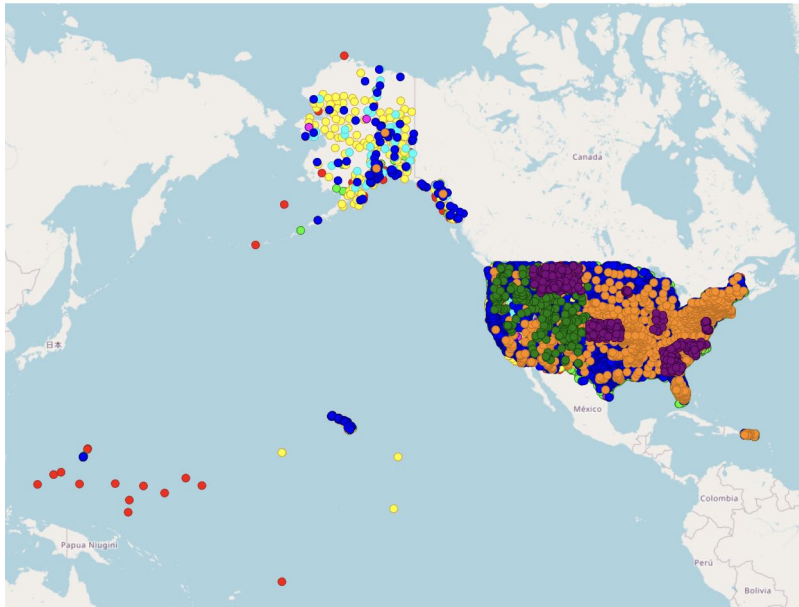 Canada
日本
México
Colombia
Papua Niugini
Perú
Bolivia